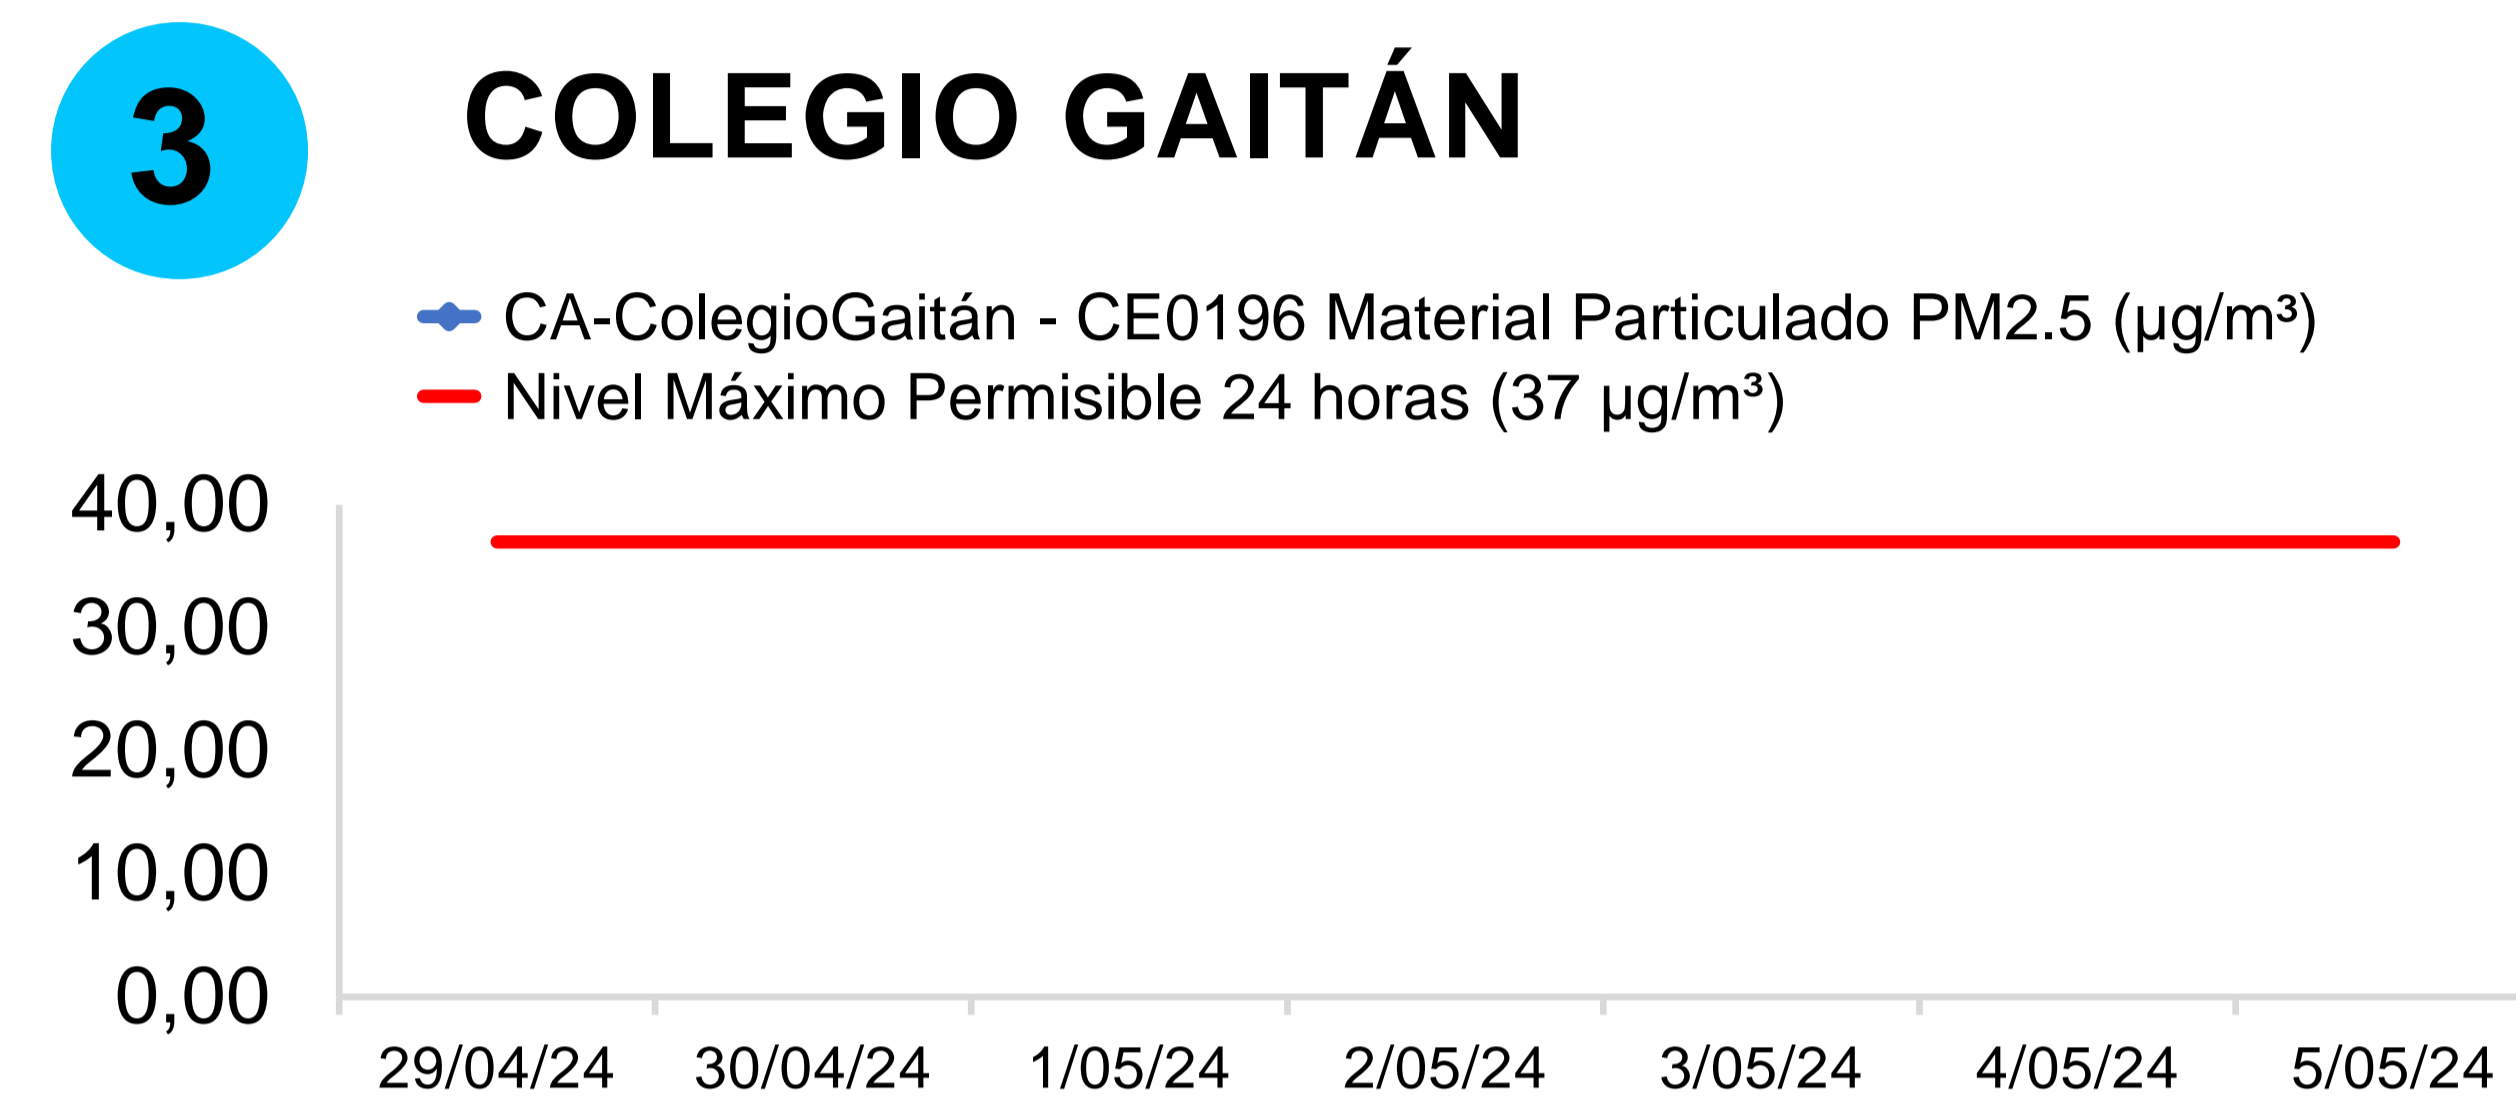 3
COLEGIO GAITÁN
CA-ColegioGaitán - CE0196 Material Particulado PM2.5 (µg/m³)
Nivel Máximo Permisible 24 horas (37 µg/m³)
40,00
30,00
20,00
10,00
0,00
29/04/24 30/04/24 1/05/24 2/05/24 3/05/24 4/05/24 5/05/24